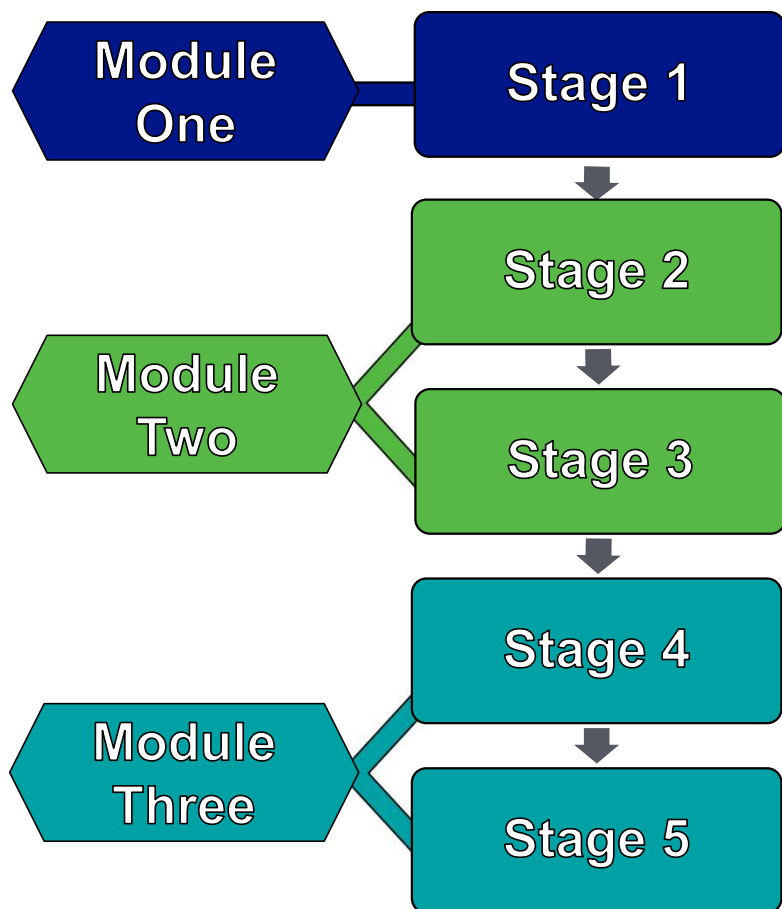 Module
One
Stage 1
Stage 2
Module
Two
Stage 3
Stage 4
Module
Three
Stage 5